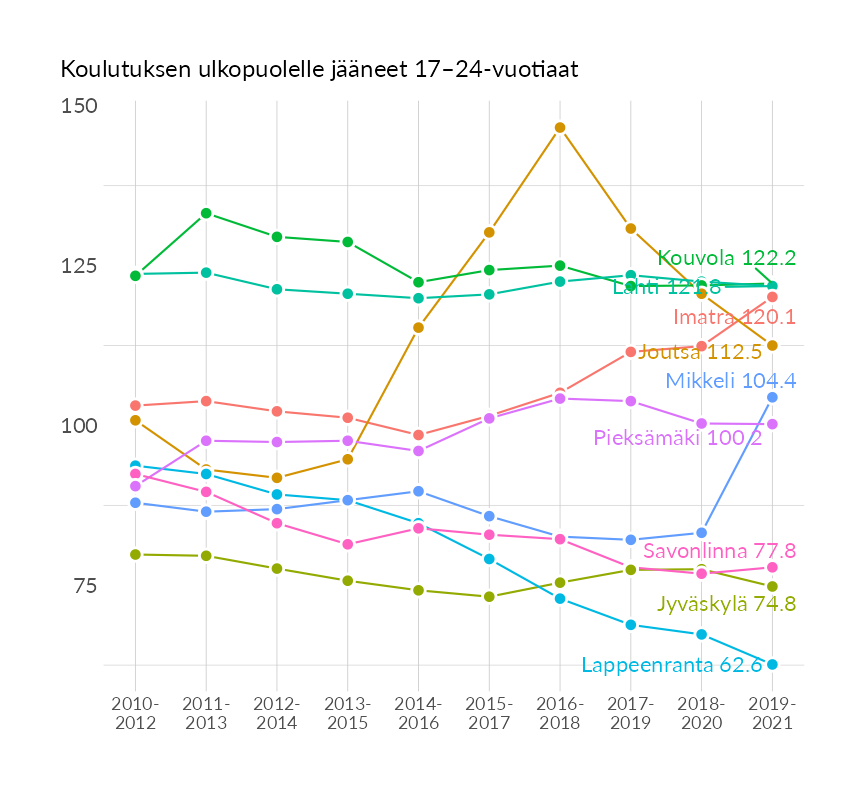 Koulutuksen ulkopuolelle jääneet 17–24-vuotiaat
150
125
100
75
Kouvola 122.2
Lahti 121.8
Imatra 120.1
Joutsa 112.5
Mikkeli 104.4
Pieksämäki 100.2
Savonlinna 77.8
Jyväskylä 74.8
Lappeenranta 62.6
2010-
2012
2011-
2013
2012-
2014
2013-
2015
2014-
2016
2015-
2017
2016-
2018
2017-
2019
2018-
2020
2019-
2021